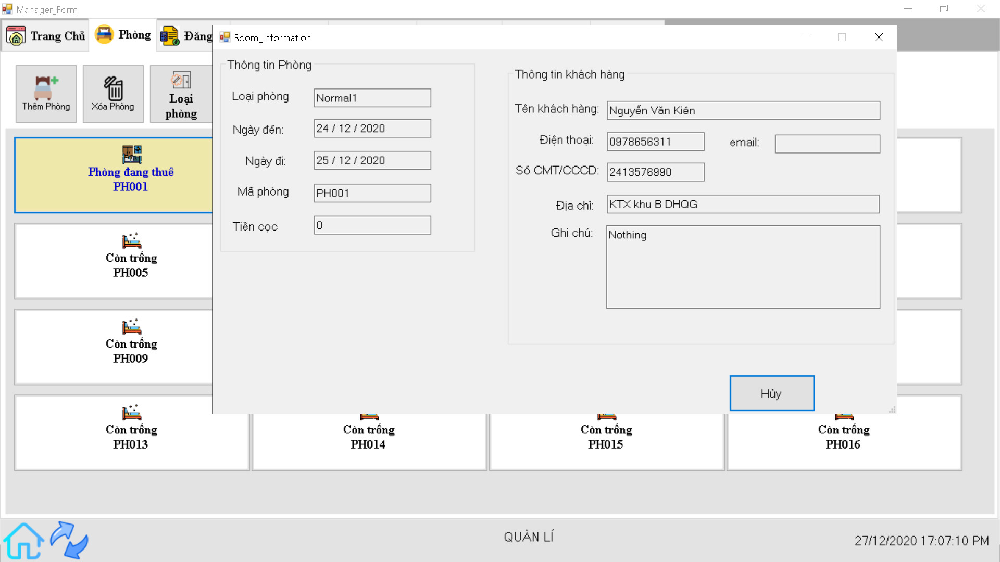 Manager_Form
Trang Chủ
Phòng
Đăng
Thêm Phòng
Xóa Phòng
Loại
phòng
Room_Information
Thông tin Phòng
Loại phòng
Normal1
Ngày đến:
24 / 12 / 2020
Ngày đi:
25 / 12 / 2020
Mã phòng
PH001
Tiền cọc
0
Thông tin khách hàng
Tên khách hàng:
Nguyễn Văn Kiên
Điện thoại:
0978656311
email:
Số CMT/CCCD:
2413576990
Địa chỉ:
KTX khu B DHQG
Ghi chú:
Nothing
Hủy
Phòng đang thuê
PH001
Còn trống
PH005
Còn trống
PH009
Còn trống
PH013
Còn trống
PH014
Còn trống
PH015
Còn trống
PH016
QUẢN LÍ
27/12/2020 17:07:10 PM